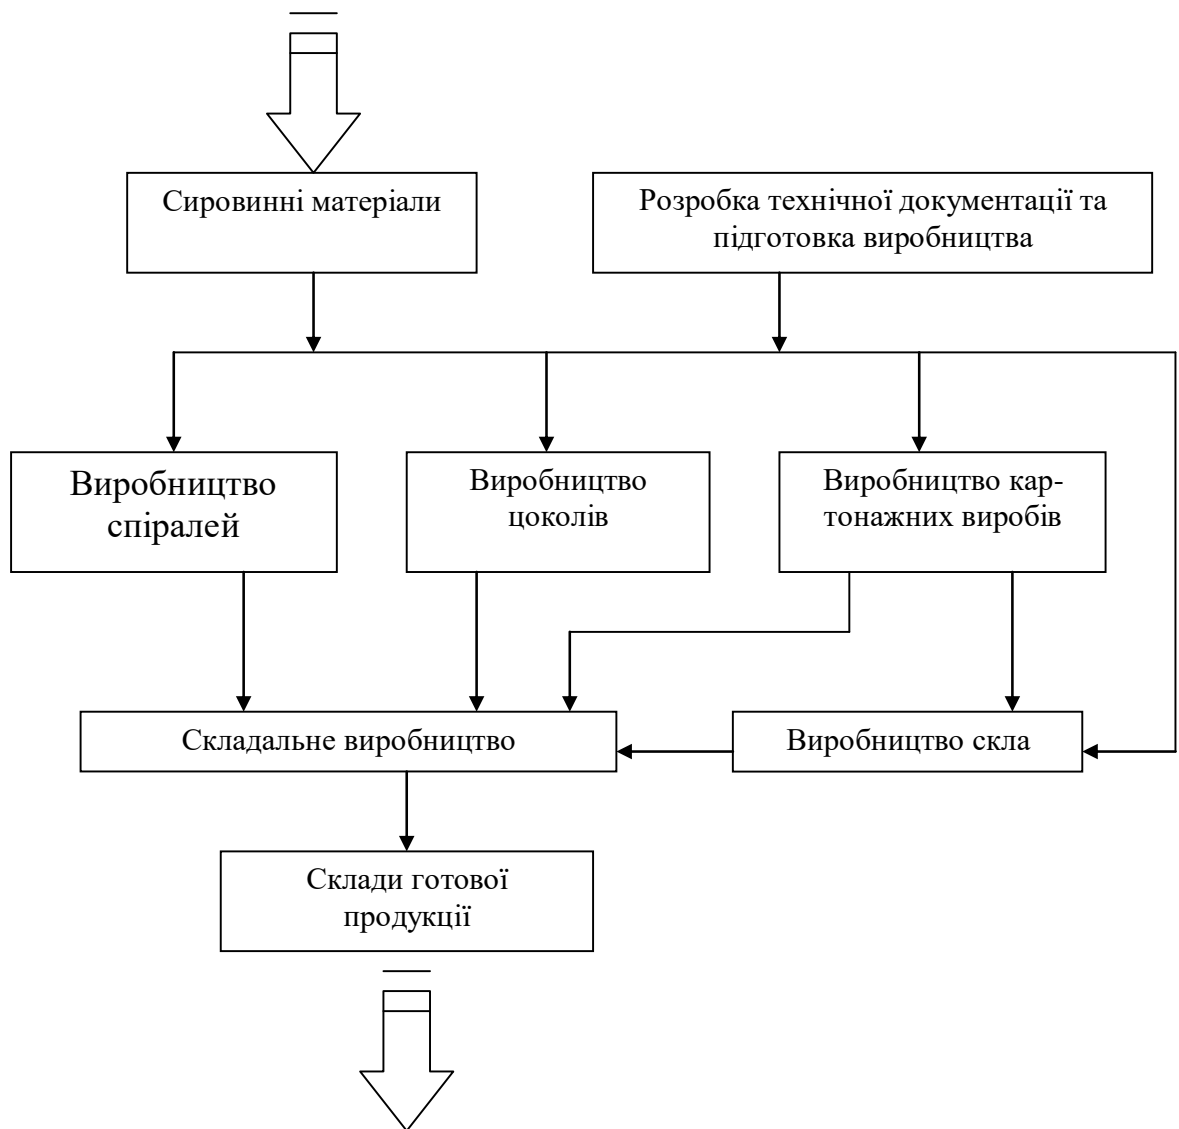 Сировинні матеріали
Розробка технічної документації та
підготовка виробництва
Виробництво
спіралей
Виробництво
цоколів
Виробництво кар-
тонажних виробів
Складальне виробництво
Виробництво скла
Склади готової
продукції